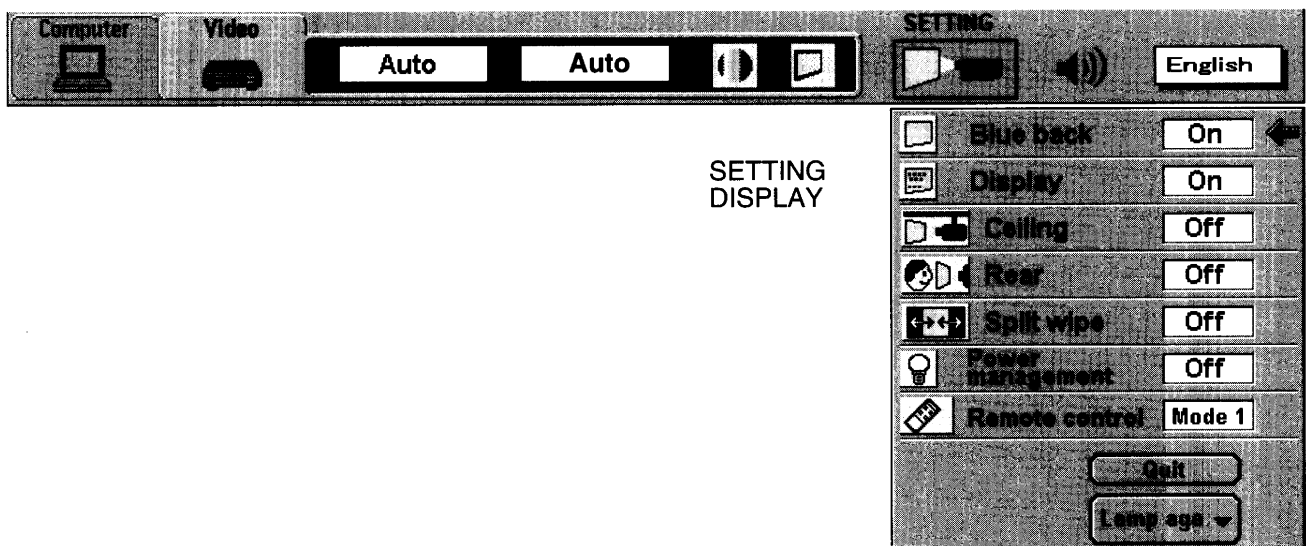 Computer
Video
Auto
Auto
SETTING
English
SETTING
DISPLAY
Blue back On
Display On
Ceiling Off
Rear Off
Split wipe Off
Power
management Off
Remote control Mode 1
Quit
Lamp age